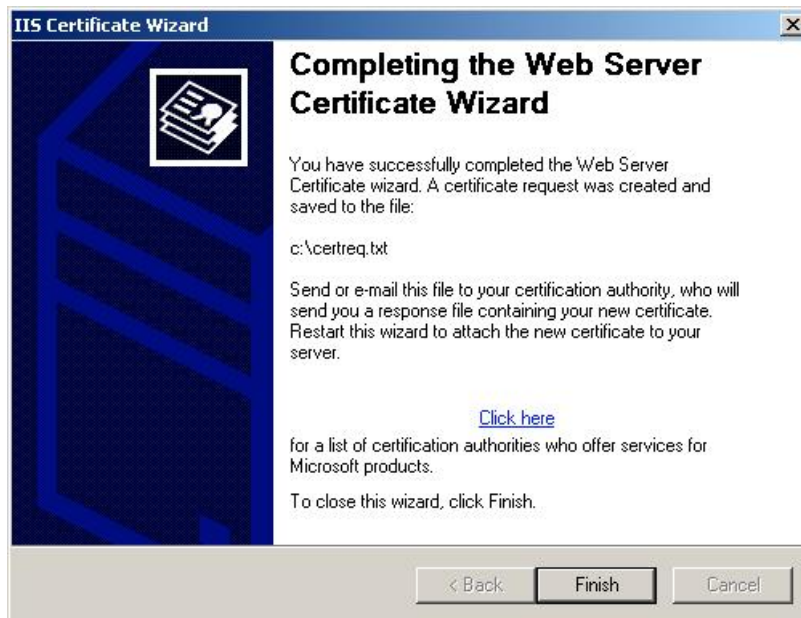 IIS Certificate Wizard
Completing the Web Server
Certificate Wizard
You have successfully completed the Web Server
Certificate wizard. A certificate request was created and
saved to the file:
c:\certreq.txt
Send or e-mail this file to your certification authority, who will
send you a response file containing your new certificate.
Restart this wizard to attach the new certificate to your
server.
Click here
for a list of certification authorities who offer services for
Microsoft products.
To close this wizard, click Finish.
< Back
Finish
Cancel